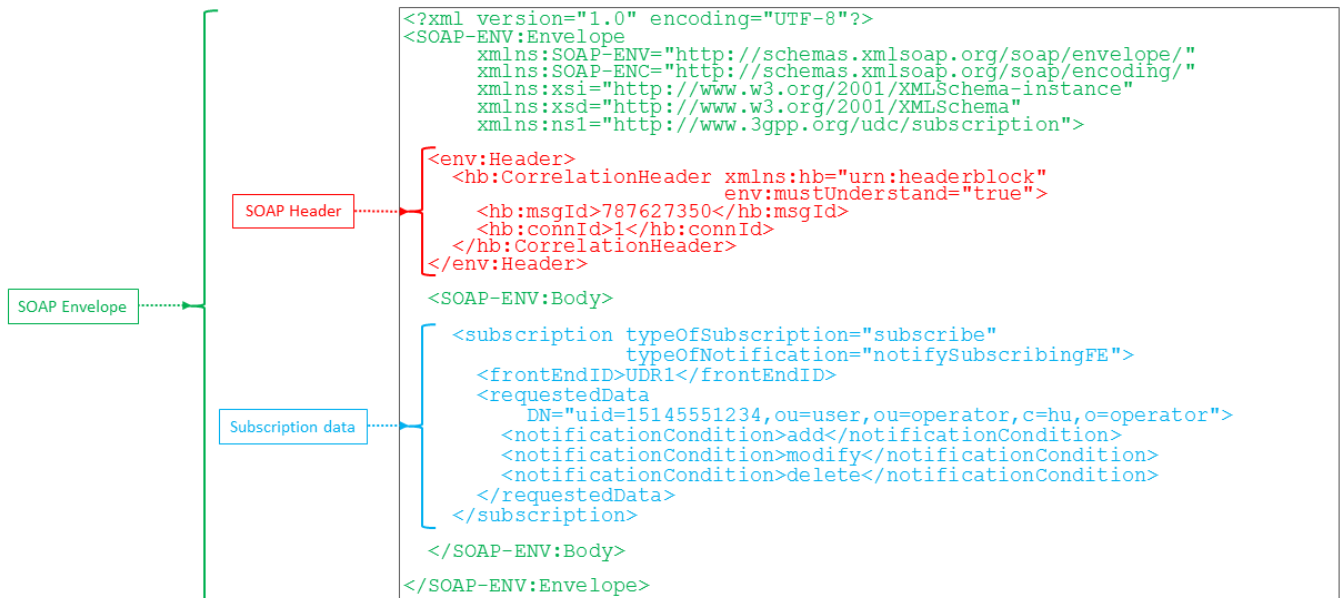 <?xml version="1.0" encoding="UTF-8"?>
<SOAP-ENV:Envelope
xmlns:SOAP-ENV="http://schemas.xmlsoap.org/soap/envelope/"
xmlns:SOAP-ENC="http://schemas.xmlsoap.org/soap/encoding/"
xmlns:xsi="http://www.w3.org/2001/XMLSchema-instance"
xmlns:xsd="http://www.w3.org/2001/XMLSchema"
xmlns:ns1="http://www.3gpp.org/udc/subscription">
SOAP Header
<env:Header>
<hb:CorrelationHeader xmlns:hb="urn:headerblock"
env:mustUnderstand="true">
<hb:msgId>787627350</hb:msgId>
<hb:connId>1</hb:connId>
</hb:CorrelationHeader>
</env:Header>
SOAP Envelope
<SOAP-ENV:Body>
Subscription data
<subscription typeOfSubscription="subscribe"
typeOfNotification="notifySubscribingFE">
<frontEndID>UDR1</frontEndID>
<requestedData
DN="uid=15145551234,ou=user,ou=operator,c=hu,o=operator">
<notificationCondition>add</notificationCondition>
<notificationCondition>modify</notificationCondition>
<notificationCondition>delete</notificationCondition>
</requestedData>
</subscription>
</SOAP-ENV:Body>
</SOAP-ENV:Envelope>